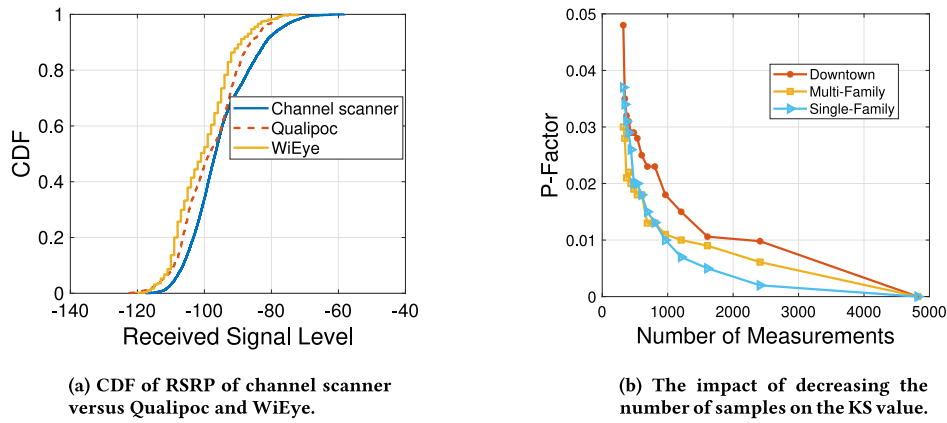 1
0.8
0.6
0.4
0.2
0
CDF
-140
-120
-100
-80
-60
-40
Received Signal Level
Channel scanner
Qualipoc
WiEye
(a) CDF of RSRP of channel scanner
versus Qualipoc and WiEye.
0.05
0.04
0.03
0.02
0.01
0
P-Factor
0
1000
2000
3000
4000
5000
Number of Measurements
Downtown
Multi-Family
Single-Family
(b) The impact of decreasing the
number of samples on the KS value.